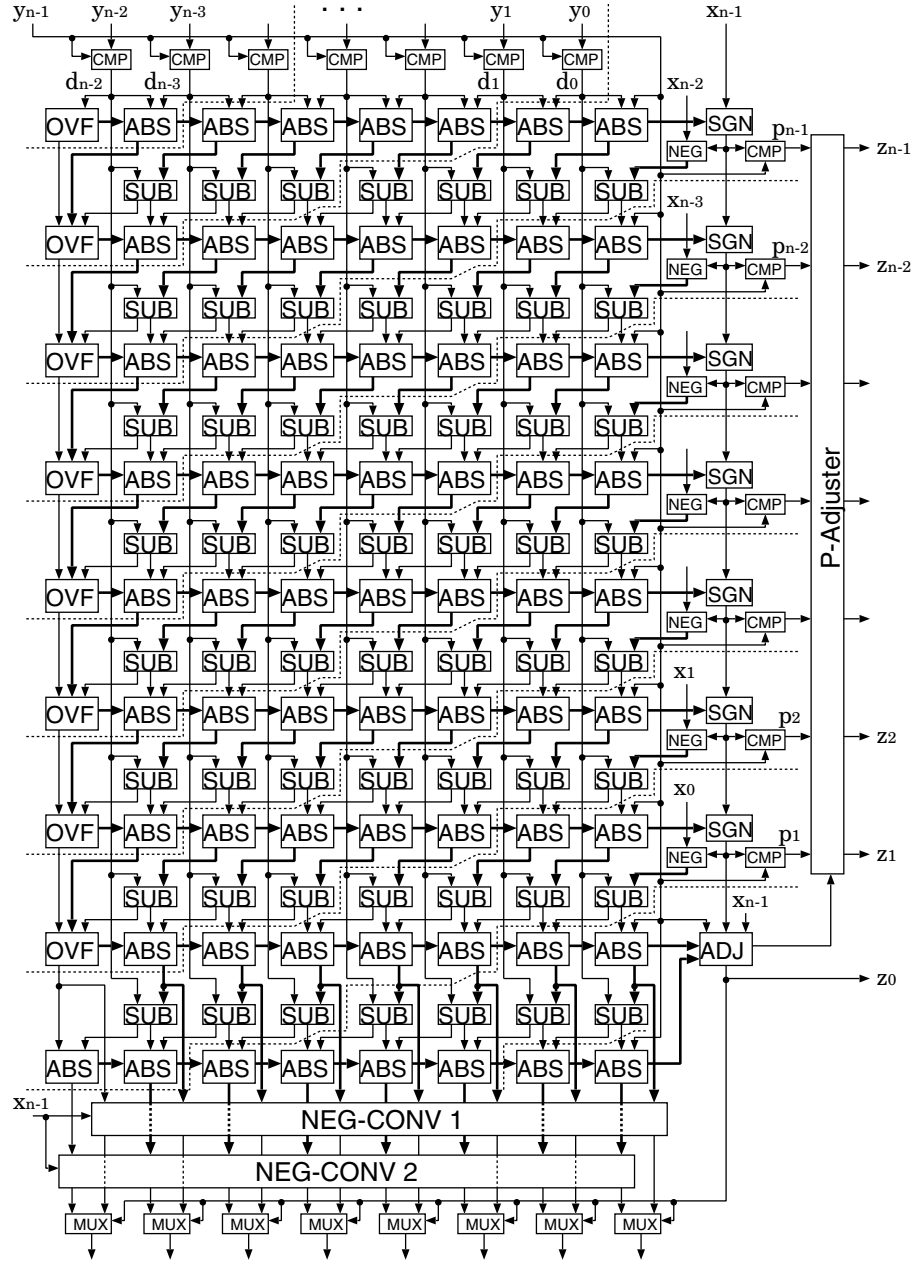 yn-1 yn-2 yn-3 · · · y1 y0 xn-1
CMP CMP CMP CMP CMP CMP CMP
dn-2 dn-3 d1 d0 xn-2
OVF ABS ABS ABS ABS ABS ABS ABS SGN
pn-1
NEG CMP zn-1
SUB SUB SUB SUB SUB SUB SUB
xn-3
OVF ABS ABS ABS ABS ABS ABS ABS SGN
pn-2
NEG CMP zn-2
SUB SUB SUB SUB SUB SUB SUB
OVF ABS ABS ABS ABS ABS ABS ABS SGN
NEG CMP
SUB SUB SUB SUB SUB SUB SUB
OVF ABS ABS ABS ABS ABS ABS ABS SGN
NEG CMP
P-Adjuster
SUB SUB SUB SUB SUB SUB SUB
OVF ABS ABS ABS ABS ABS ABS ABS SGN
NEG CMP
SUB SUB SUB SUB SUB SUB SUB
x1
OVF ABS ABS ABS ABS ABS ABS ABS SGN
p2
NEG CMP z2
SUB SUB SUB SUB SUB SUB SUB
x0
OVF ABS ABS ABS ABS ABS ABS ABS SGN
p1
NEG CMP z1
SUB SUB SUB SUB SUB SUB SUB
xn-1
OVF ABS ABS ABS ABS ABS ABS ABS ADJ
z0
SUB SUB SUB SUB SUB SUB SUB
ABS ABS ABS ABS ABS ABS ABS ABS
xn-1
NEG-CONV 1
NEG-CONV 2
MUX MUX MUX MUX MUX MUX MUX MUX